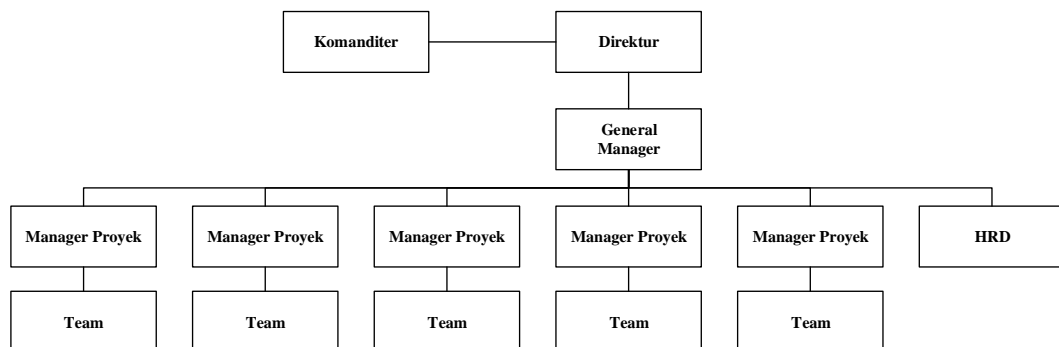 Komanditer
Direktur
General
Manager
Manager Proyek
Manager Proyek
Manager Proyek
Manager Proyek
Manager Proyek
HRD
Team
Team
Team
Team
Team